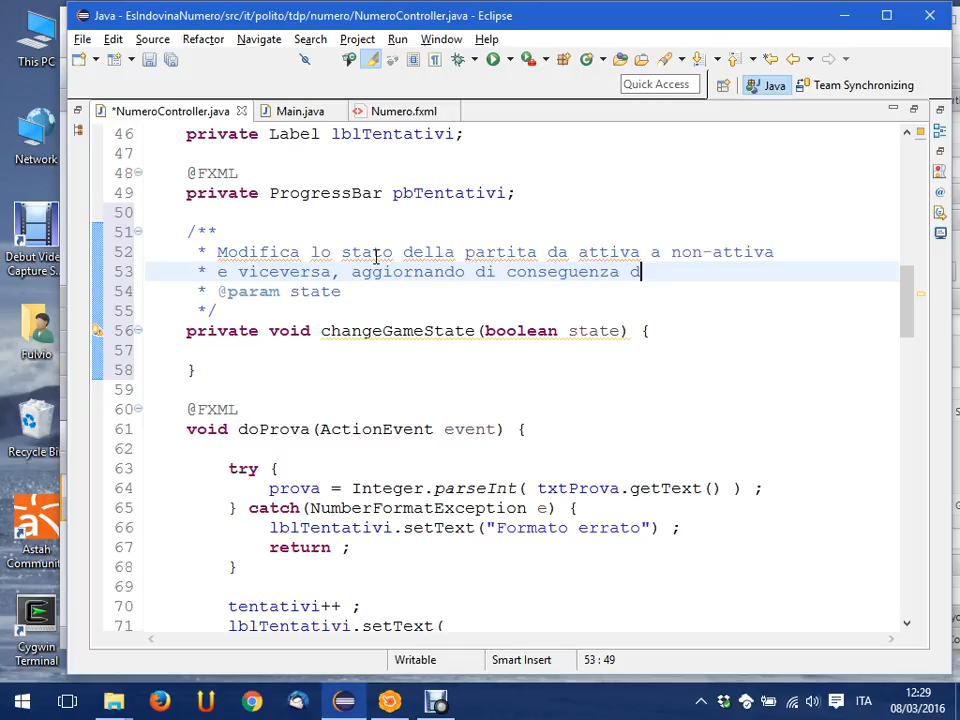 Java - EsIndovinaNumero/src/it/polito/tdp/numero/NumeroController.java - Eclipse
File Edit Source Refactor Navigate Search Project Run Window Help
Quick Access Java Team Synchronizing
*NumeroController.java Main.java Numero.fxml
46 private Label lblTentativi;
47
48 @FXML
49 private ProgressBar pbTentativi;
50
51 /**
52 * Modifica lo stato della partita da attiva a non-attiva
53 * e viceversa, aggiornando di conseguenza d
54 * @param state
55 */
56 private void changeGameState(boolean state) {
57
58 }
59
60 @FXML
61 void doProva(ActionEvent event) {
62
63 try {
64 prova = Integer.parseInt( txtProva.getText() ) ;
65 } catch(NumberFormatException e) {
66 lblTentativi.setText("Formato errato") ;
67 return ;
68 }
69
70 tentativi++ ;
71 lblTentativi.setText(
Writable Smart Insert 53 : 49
This PC
Network
Debut Video
Capture S...
Fulvio
Recycle Bi
Astah
Communi
Cygwin
Terminal
ITA
12:29
08/03/2016